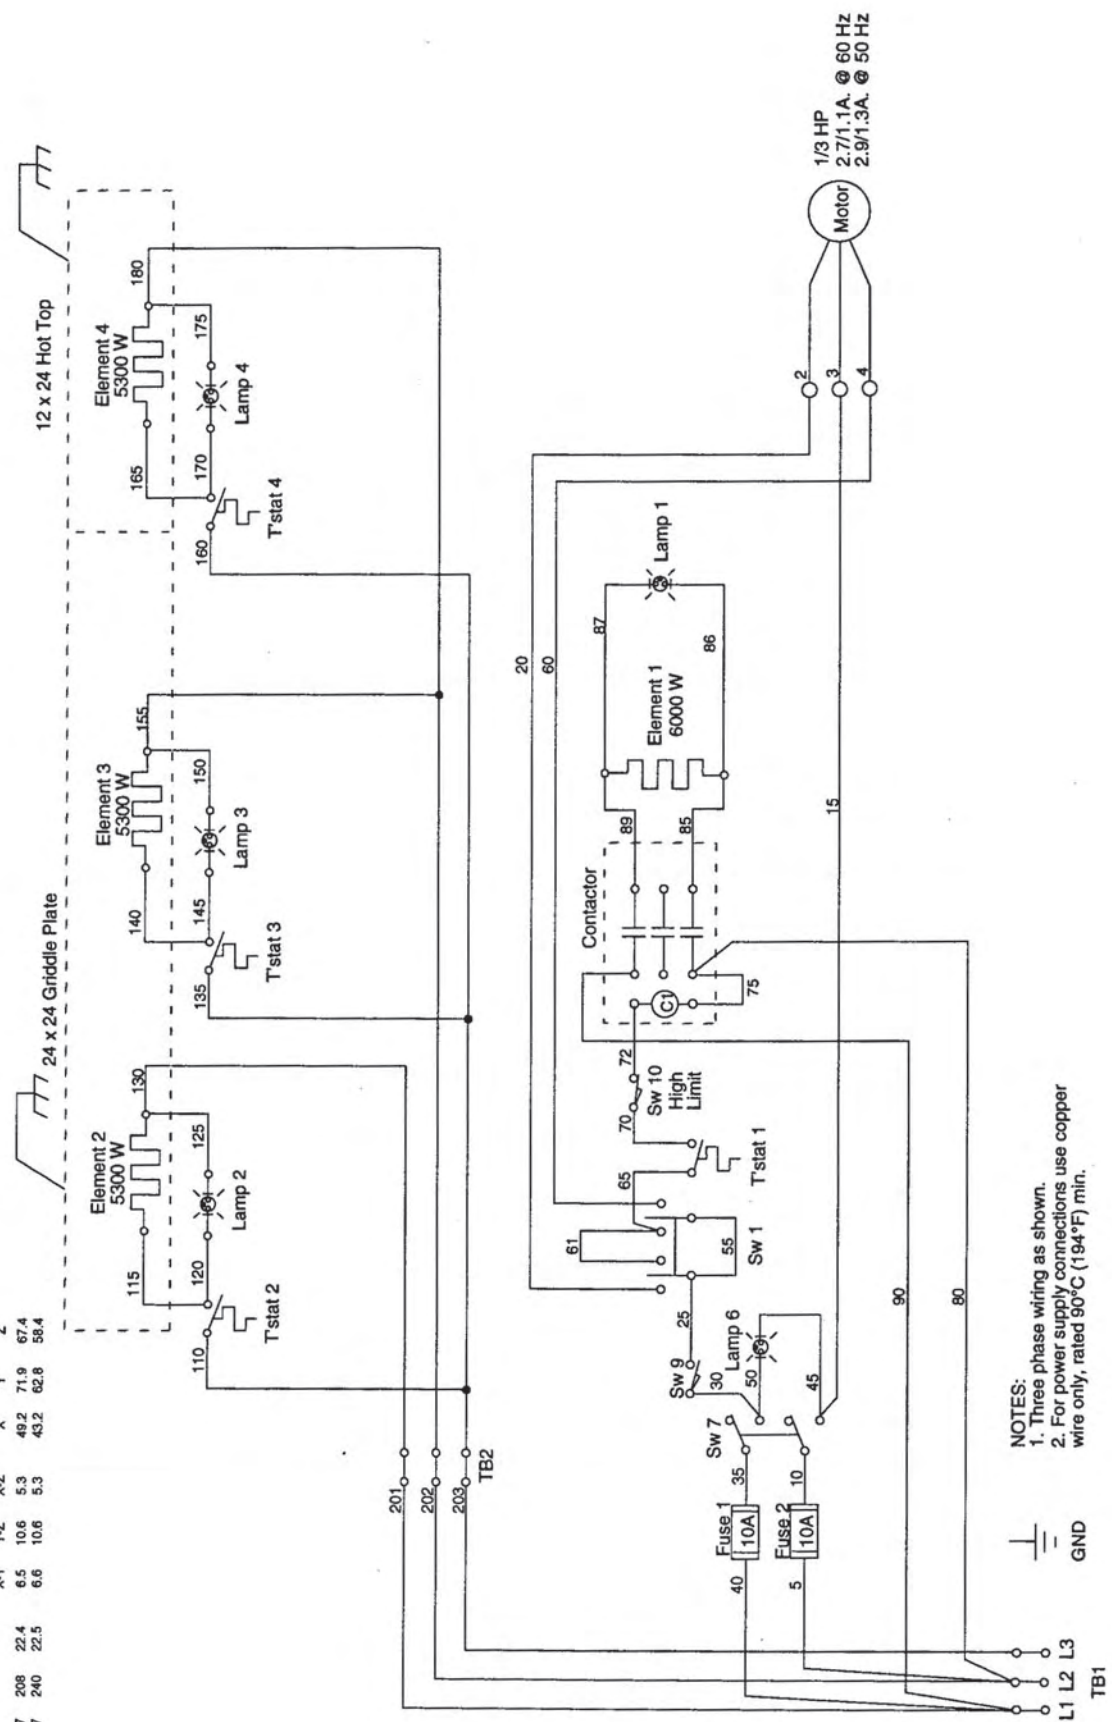 208 22.4 6.5 10.6 5.3 49.2 71.9 67.4
240 22.5 6.6 10.6 5.3 43.2 62.8 58.4
24 x 24 Griddle Plate
12 x 24 Hot Top
Element 2
5300 W
115
130
120
125
Lamp 2
110
T'stat 2
Element 3
5300 W
140
155
145
150
Lamp 3
135
T'stat 3
Element 4
5300 W
165
180
170
175
Lamp 4
160
T'stat 4
201
202
203
TB2
20
60
61
55
Sw 1
65
T'stat 1
70
Sw 10
High
Limit
72
Contactor
C1
75
89
85
Element 1
6000 W
87
86
Lamp 1
2
3
4
Motor
1/3 HP
2.7/1.1A. @ 60 Hz
2.9/1.3A. @ 50 Hz
25
Sw 9
30
Lamp 6
50
45
Sw 7
35
10
Fuse 1
10A
Fuse 2
10A
40
5
15
90
80
L1
L2
L3
TB1
GND
NOTES:
1. Three phase wiring as shown.
2. For power supply connections use copper
wire only, rated 90°C (194°F) min.